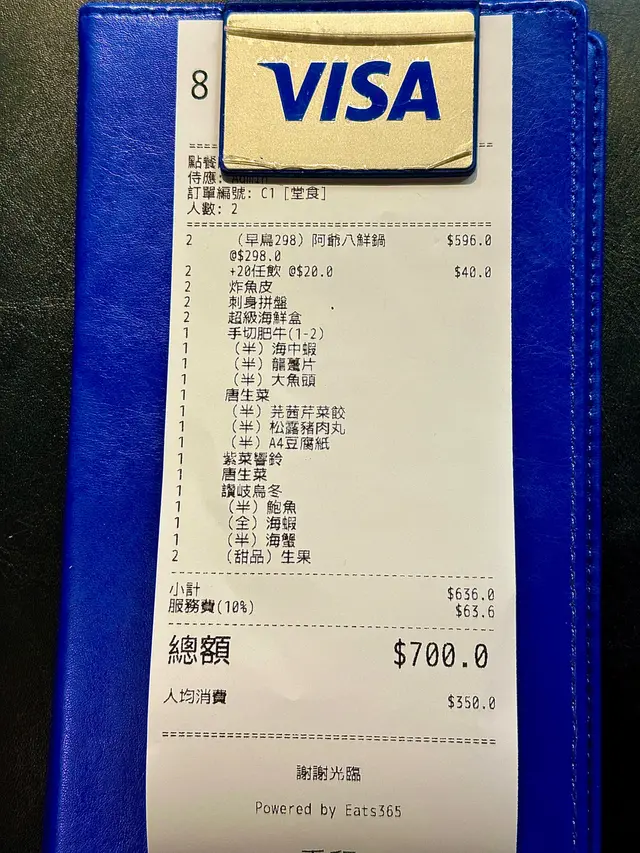 VISA
8
點餐
侍應: Admin
訂單編號: C1 [堂食]
人數: 2
2 (早鳥298) 阿爺八鮮鍋 $596.0
@$298.0
2 +20任飲 @$20.0 $40.0
2 炸魚皮
2 刺身拼盤
2 超級海鮮盒
1 手切肥牛(1-2)
1 (半) 海中蝦
1 (半) 龍躉片
1 (半) 大魚頭
1 唐生菜
1 (半) 芫茜芹菜餃
1 (半) 松露豬肉丸
1 (半) A4豆腐紙
1 紫菜響鈴
1 唐生菜
1 讚岐烏冬
1 (半) 鮑魚
1 (全) 海蝦
1 (半) 海蟹
2 (甜品) 生果
小計 $636.0
服務費(10%) $63.6
總額 $700.0
人均消費 $350.0
謝謝光臨
Powered by Eats365